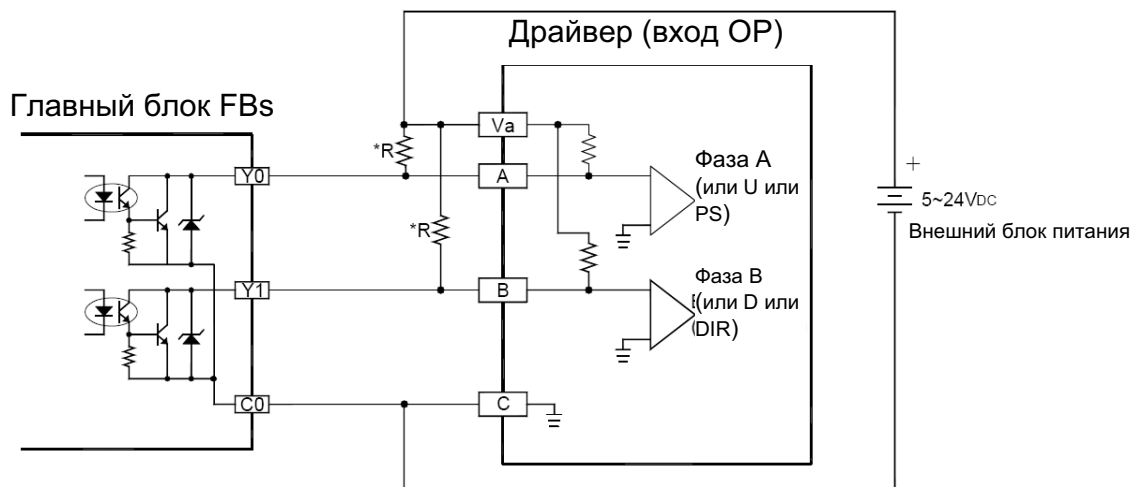 Драйвер (вход OP)
Главный блок FBs
Va
*R
Y0
A
Фаза A
(или U или
PS)
+
5~24VDC
Внешний блок питания
*R
Y1
B
Фаза B
(или D или
DIR)
C0
C